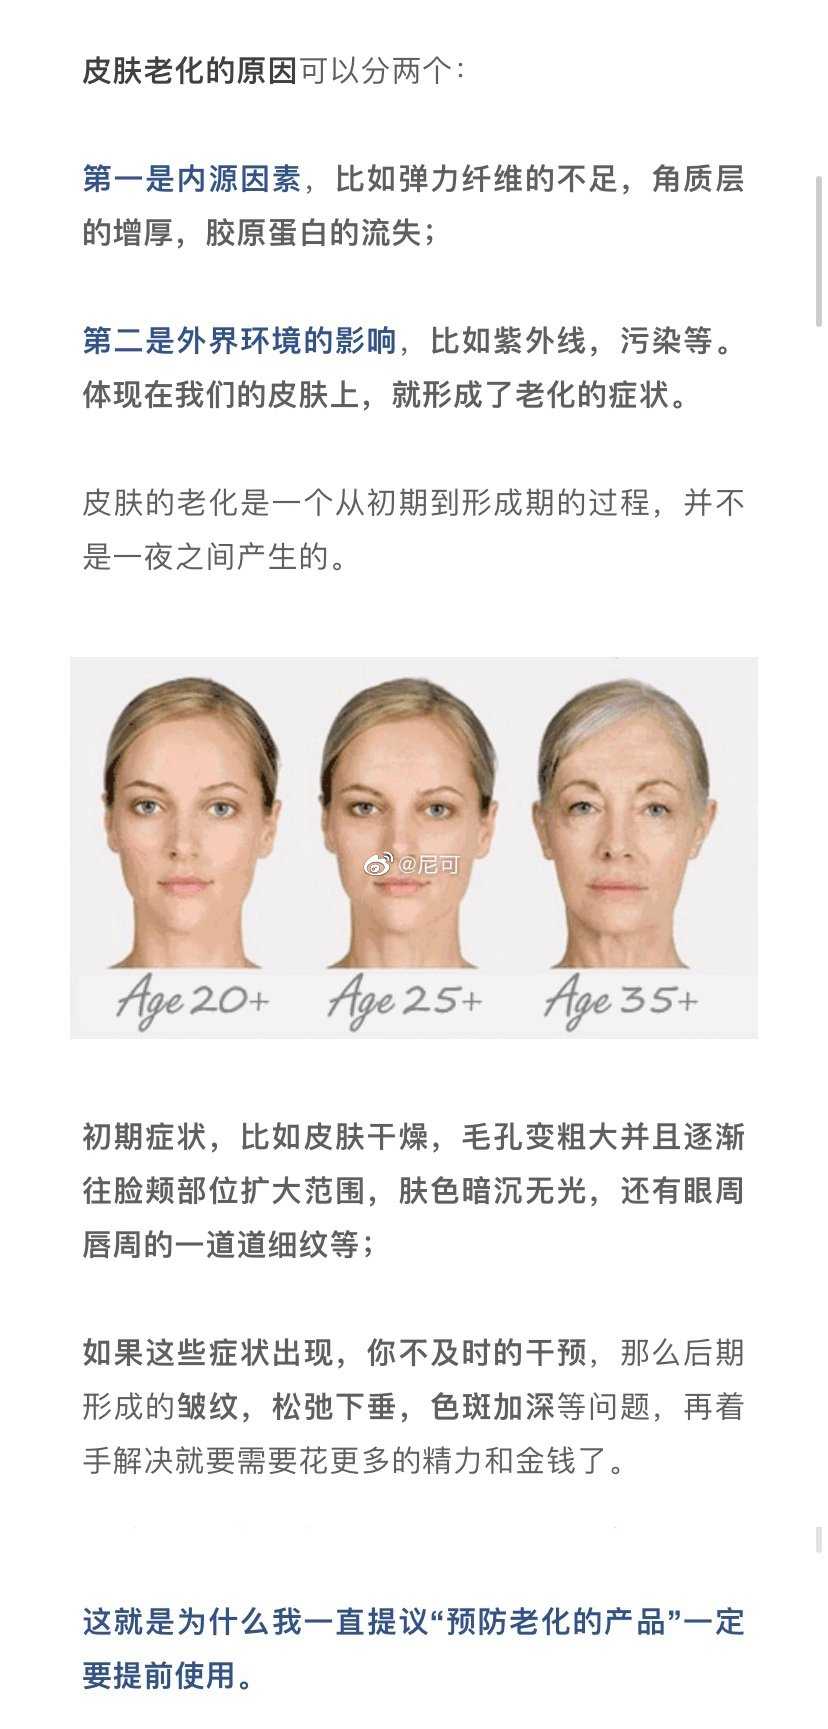 皮肤老化的原因可以分两个：
第一是内源因素，比如弹力纤维的不足，角质层
的增厚，胶原蛋白的流失；
第二是外界环境的影响，比如紫外线，污染等。
体现在我们的皮肤上，就形成了老化的症状。
皮肤的老化是一个从初期到形成期的过程，并不
是一夜之间产生的。
@尼可
Age 20+ Age 25+ Age 35+
初期症状，比如皮肤干燥，毛孔变粗大并且逐渐
往脸颊部位扩大范围，肤色暗沉无光，还有眼周
唇周的一道道细纹等；
如果这些症状出现，你不及时的干预，那么后期
形成的皱纹，松弛下垂，色斑加深等问题，再着
手解决就要需要花更多的精力和金钱了。
这就是为什么我一直提议“预防老化的产品”一定
要提前使用。